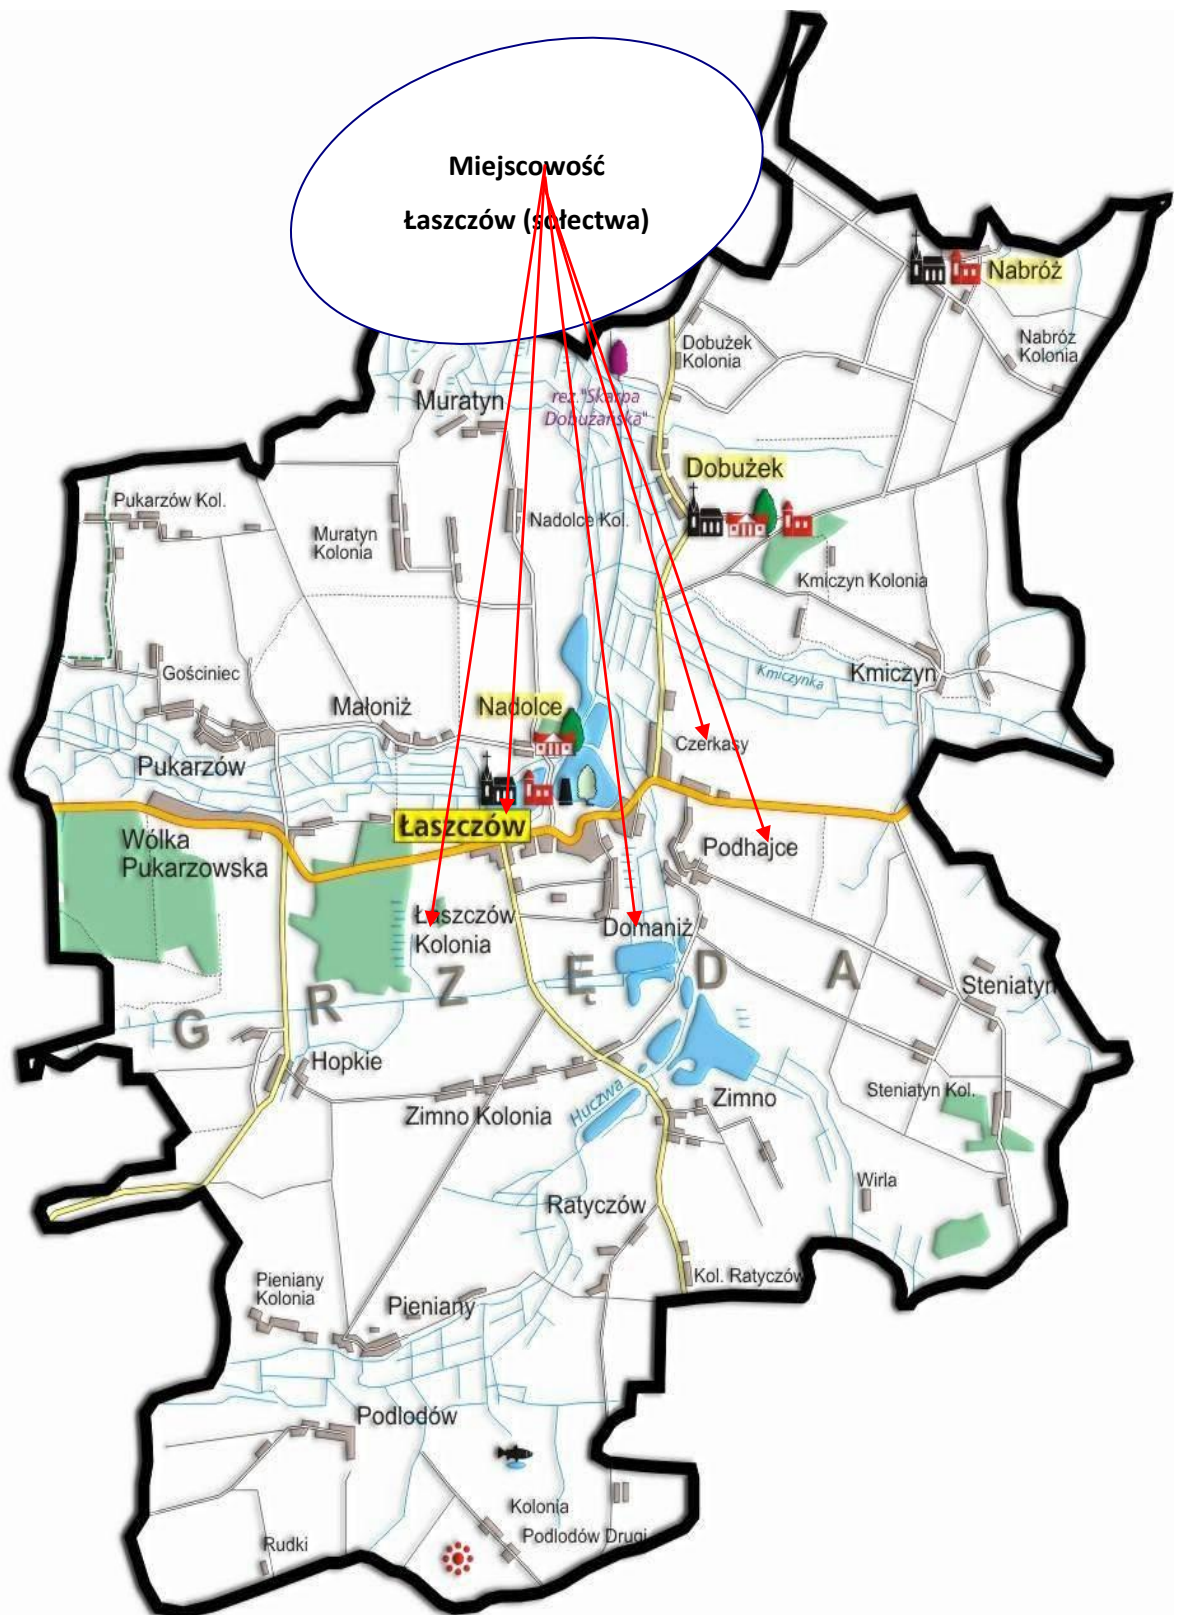 Miejscowość
Łaszczów (sołectwa)
Nabróż
Nabróż
Kolonia
Dobużek
Kolonia
rez."Skarpa
Dobużańska"
Muratyn
Dobużek
Pukarzów Kol.
Nadolce Kol.
Muratyn
Kolonia
Kmiczyn Kolonia
Kmiczynka
Kmiczyn
Gościniec
Małoniż
Nadolce
Czerkasy
Pukarzów
Łaszczów
Wólka
Pukarzowska
Podhajce
Łaszczów
Kolonia
Domaniż
G R Z Ę D A
Steniatyn
Hopkie
Zimno Kolonia
Huczwa
Zimno
Steniatyn Kol.
Wirla
Ratyczów
Kol. Ratyczów
Pieniany
Kolonia
Pieniany
Podlodów
Kolonia
Podlodów Drugi
Rudki